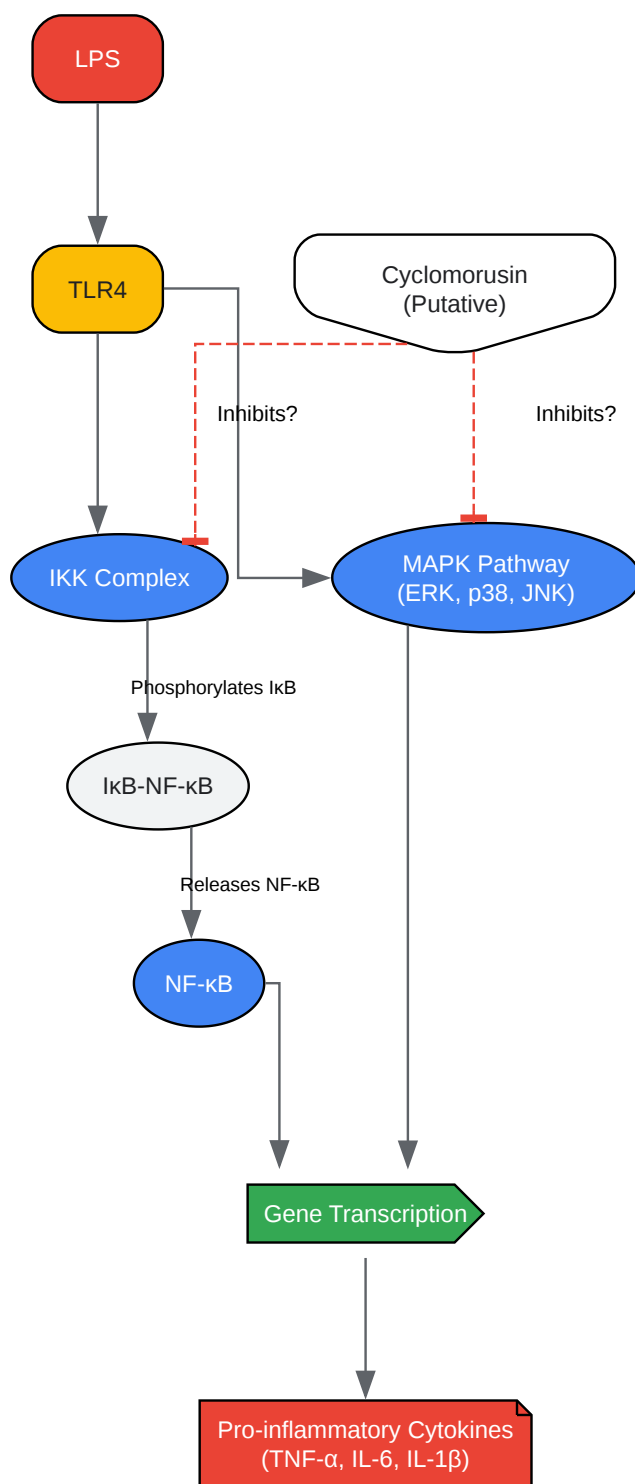 LPS
TLR4
Cyclomorusin
(Putative)
Inhibits?
Inhibits?
IKK Complex
MAPK Pathway
(ERK, p38, JNK)
Phosphorylates IκB
IκB-NF-κB
Releases NF-κB
NF-κB
Gene Transcription
Pro-inflammatory Cytokines
(TNF-α, IL-6, IL-1β)